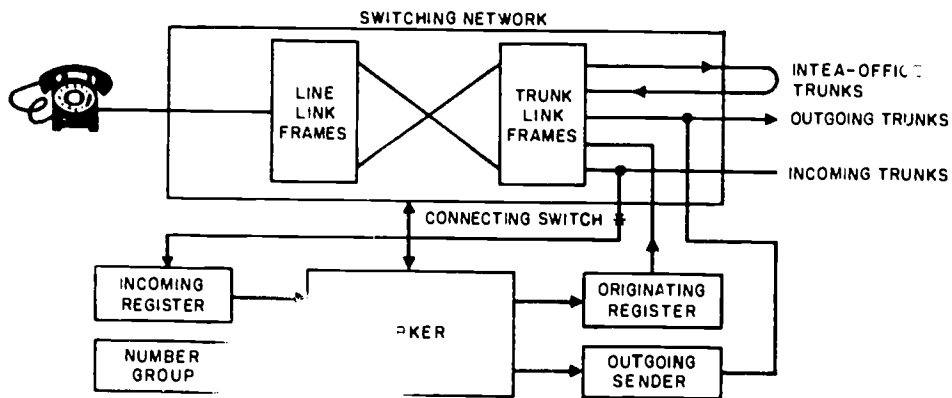 SWITCHING NETWORK
LINE
LINK
FRAMES
TRUNK
LINK
FRAMES
TRUNKS
OUTGOING TRUNKS
INCOMING TRUNKS
CONNECTING SWITCH
INCOMING
REGISTER
NUMBER
GROUP
RKER
ORIGINATING
REGISTER
OUTGOING
SENDER